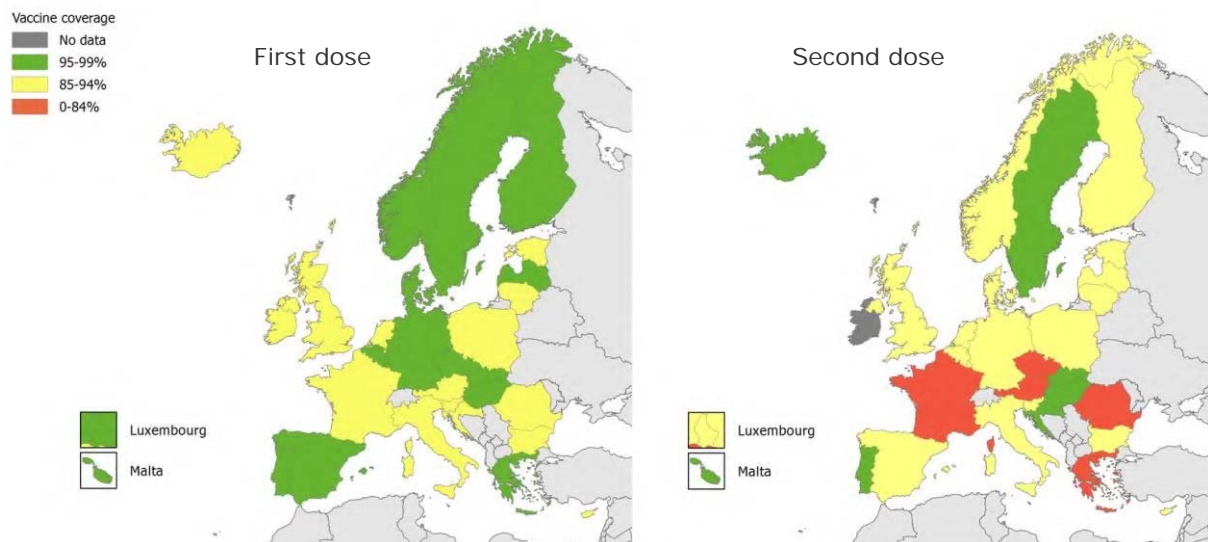 Vaccine coverage
No data
95-99%
85-94%
0-84%
First dose
Second dose
Luxembourg
Malta
Luxembourg
Malta